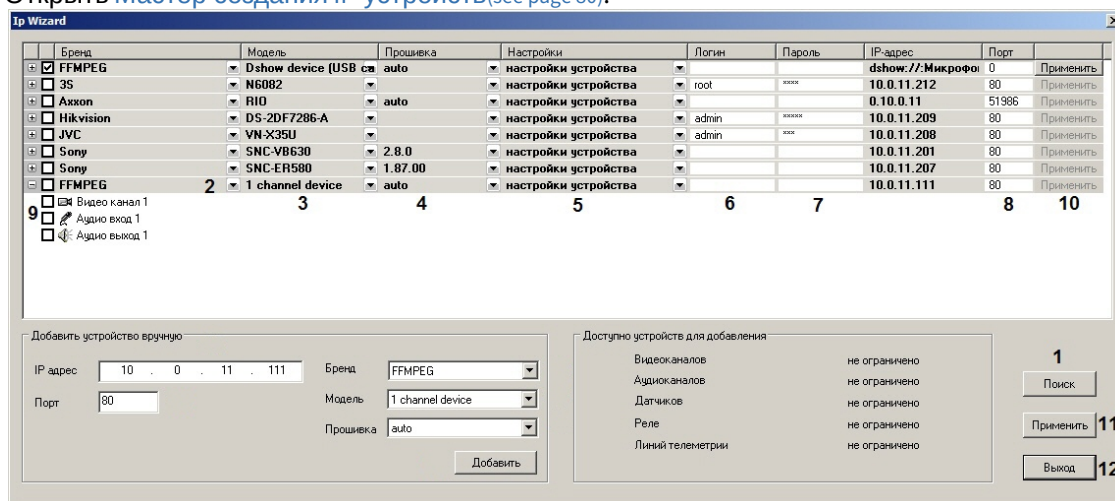 Открыть Мастер создания IP-устройств(see page 80).
Ip Wizard
Бренд Модель Прошивка Настройки Логин Пароль IP-адрес Порт
FFMPEG Dshow device (USB ca auto настройки устройства dshow://:Микрофо 0 Применить
3S N6082 настройки устройства root **** 10.0.11.212 80 Применить
Axxon RIO auto настройки устройства 0.10.0.11 51986 Применить
Hikvision DS-2DF7286-A настройки устройства admin ***** 10.0.11.209 80 Применить
JVC VN-X35U настройки устройства admin *** 10.0.11.208 80 Применить
Sony SNC-VB630 2.8.0 настройки устройства 10.0.11.201 80 Применить
Sony SNC-ER580 1.87.00 настройки устройства 10.0.11.207 80 Применить
FFMPEG 2 1 channel device auto настройки устройства 10.0.11.111 80 Применить
Видео канал 1 3 4 5 6 7 8 10
9 Аудио вход 1
Аудио выход 1
Добавить устройство вручную
IP адрес 10 . 0 . 11 . 111 Бренд FFMPEG
Порт 80 Модель 1 channel device
Прошивка auto
Добавить
Доступно устройств для добавления
Видеоканалов не ограничено
Аудиоканалов не ограничено
Датчиков не ограничено
Реле не ограничено
Линий телеметрии не ограничено
1
Поиск
Применить 11
Выход 12